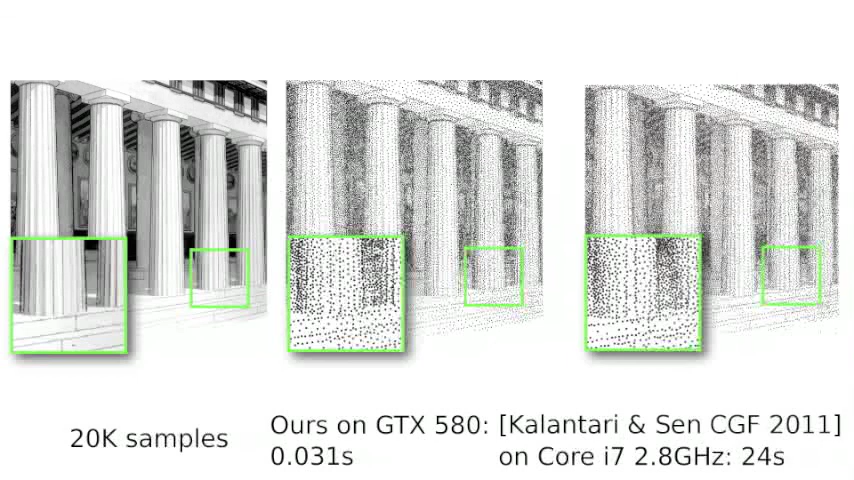 20K samples
Ours on GTX 580:
0.031s
[Kalantari & Sen CGF 2011]
on Core i7 2.8GHz: 24s